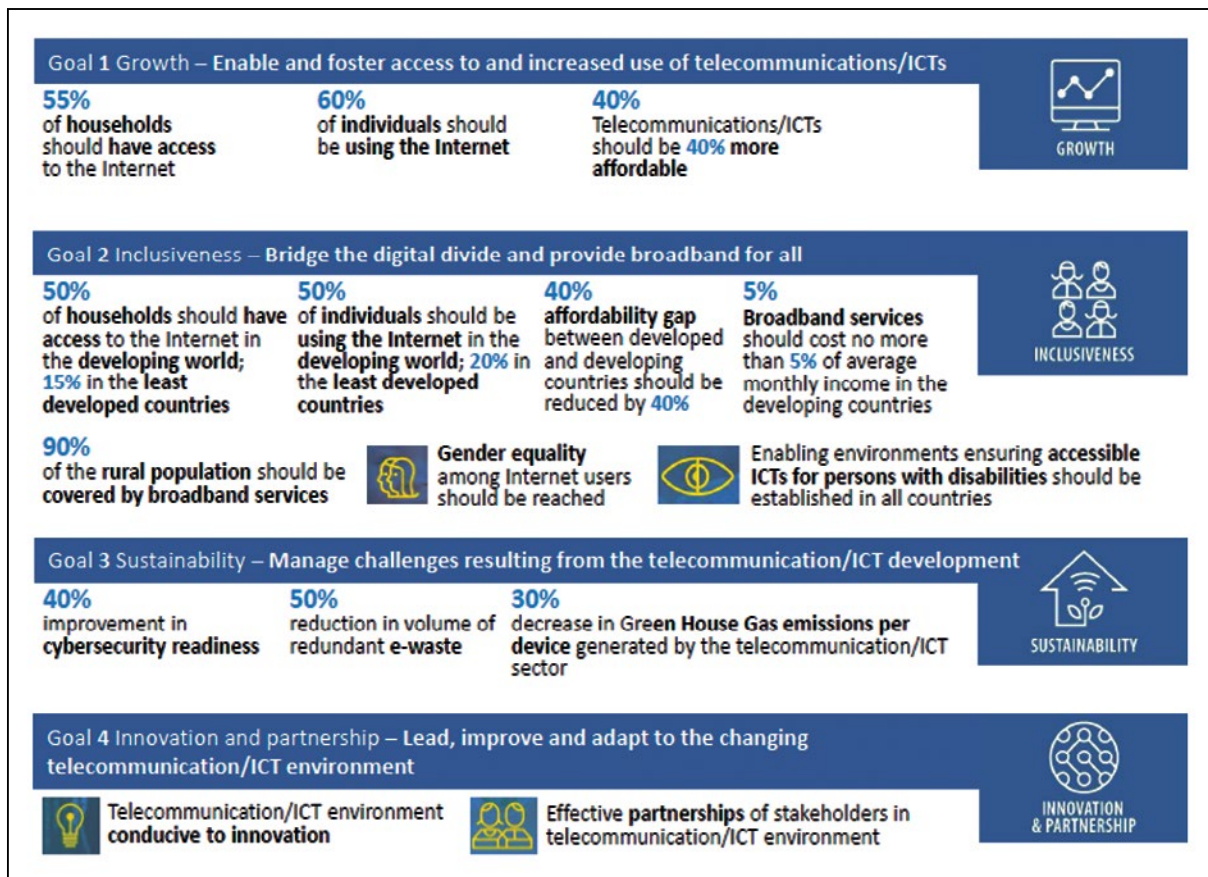 Goal 1 Growth – Enable and foster access to and increased use of telecommunications/ICTs
GROWTH
55%
of households
should have access
to the Internet
60%
of individuals should
be using the Internet
40%
Telecommunications/ICTs
should be 40% more
affordable
Goal 2 Inclusiveness – Bridge the digital divide and provide broadband for all
INCLUSIVENESS
50%
of households should have
access to the Internet in
the developing world;
15% in the least
developed countries
50%
of individuals should be
using the Internet in the
developing world; 20% in
the least developed
countries
40%
affordability gap
between developed
and developing
countries should be
reduced by 40%
5%
Broadband services
should cost no more
than 5% of average
monthly income in the
developing countries
90%
of the rural population should be
covered by broadband services
Gender equality
among Internet users
should be reached
Enabling environments ensuring accessible
ICTs for persons with disabilities should be
established in all countries
Goal 3 Sustainability – Manage challenges resulting from the telecommunication/ICT development
SUSTAINABILITY
40%
improvement in
cybersecurity readiness
50%
reduction in volume of
redundant e-waste
30%
decrease in Green House Gas emissions per
device generated by the telecommunication/ICT
sector
Goal 4 Innovation and partnership – Lead, improve and adapt to the changing
telecommunication/ICT environment
INNOVATION
& PARTNERSHIP
Telecommunication/ICT environment
conducive to innovation
Effective partnerships of stakeholders in
telecommunication/ICT environment